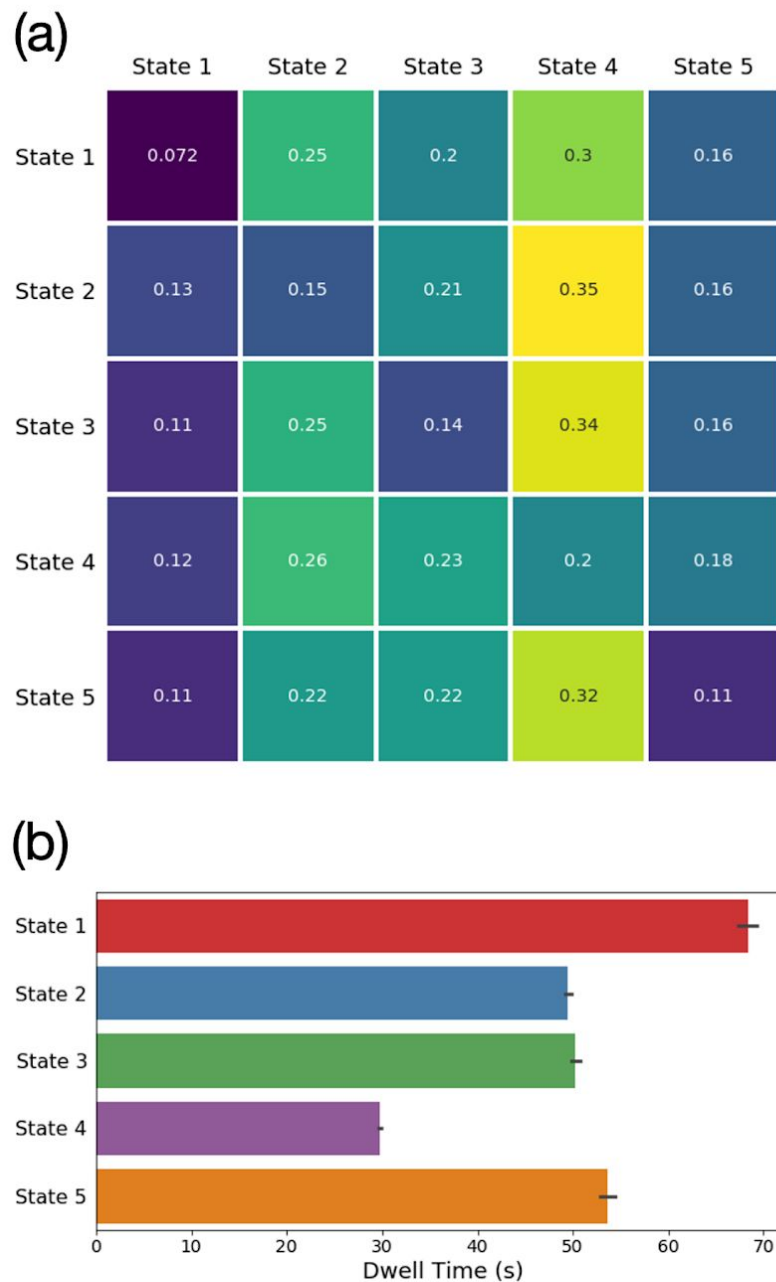 (a)
State 1 State 2 State 3 State 4 State 5
State 1 0.072 0.25 0.2 0.3 0.16
State 2 0.13 0.15 0.21 0.35 0.16
State 3 0.11 0.25 0.14 0.34 0.16
State 4 0.12 0.26 0.23 0.2 0.18
State 5 0.11 0.22 0.22 0.32 0.11
(b)
State 1
State 2
State 3
State 4
State 5
0 10 20 30 40 50 60 70
Dwell Time (s)